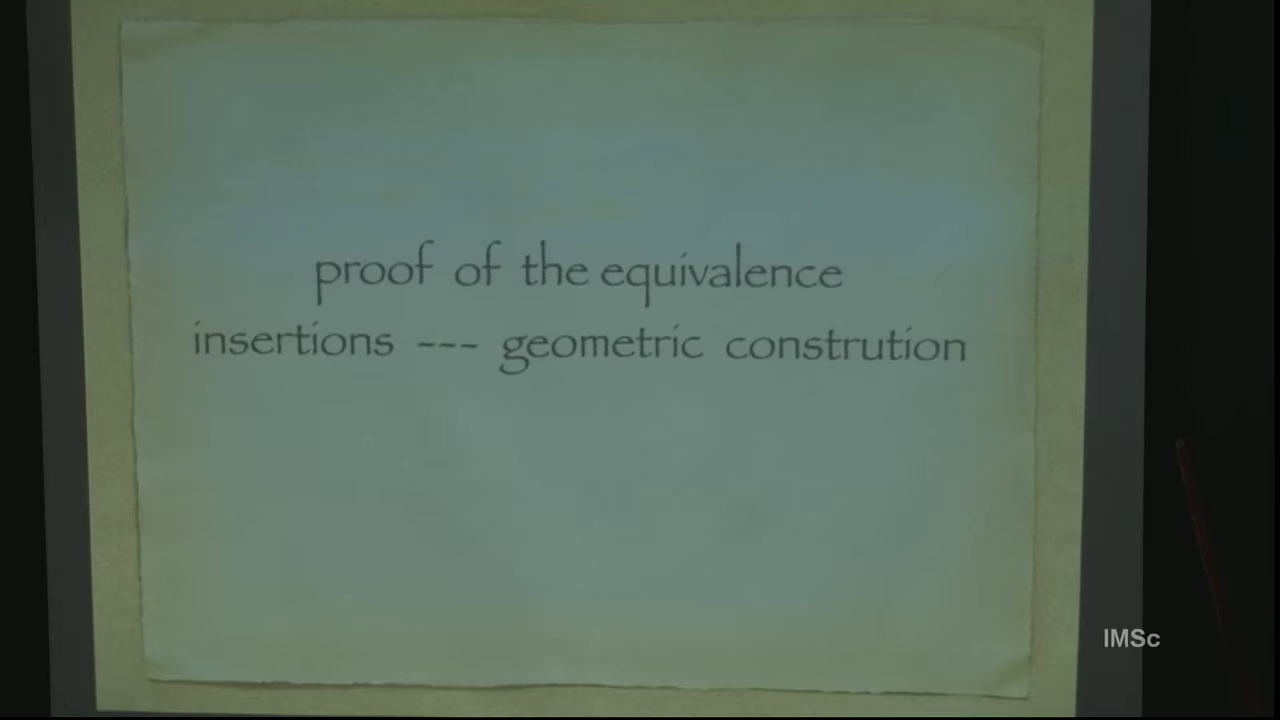 proof of the equivalence
insertions --- geometric constrution
IMSc